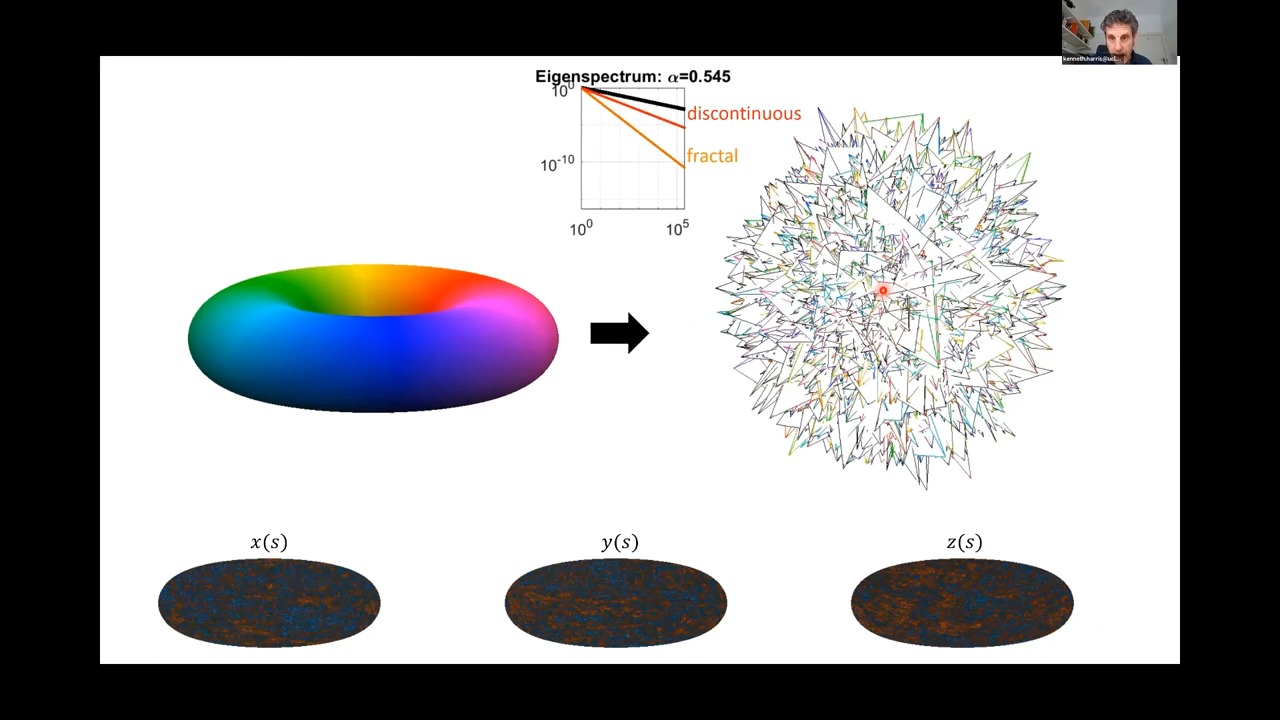 kenneth.harris@ucl...
Eigenspectrum: α=0.545
10⁰
discontinuous
fractal
10⁻¹⁰
10⁰
10⁵
x(s)
y(s)
z(s)